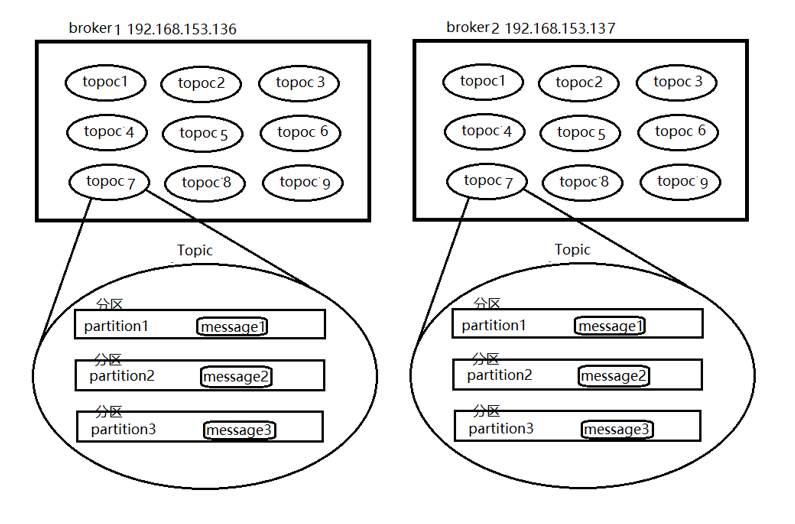 broker1 192.168.153.136
topoc1 topoc2 topoc 3
topoc 4 topoc 5 topoc 6
topoc 7 topoc 8 topoc 9
Topic
分区
partition1 message1
分区
partition2 message2
分区
partition3 message3
broker2 192.168.153.137
topoc1 topoc2 topoc 3
topoc 4 topoc 5 topoc 6
topoc 7 topoc 8 topoc 9
Topic
分区
partition1 message1
分区
partition2 message2
分区
partition3 message3